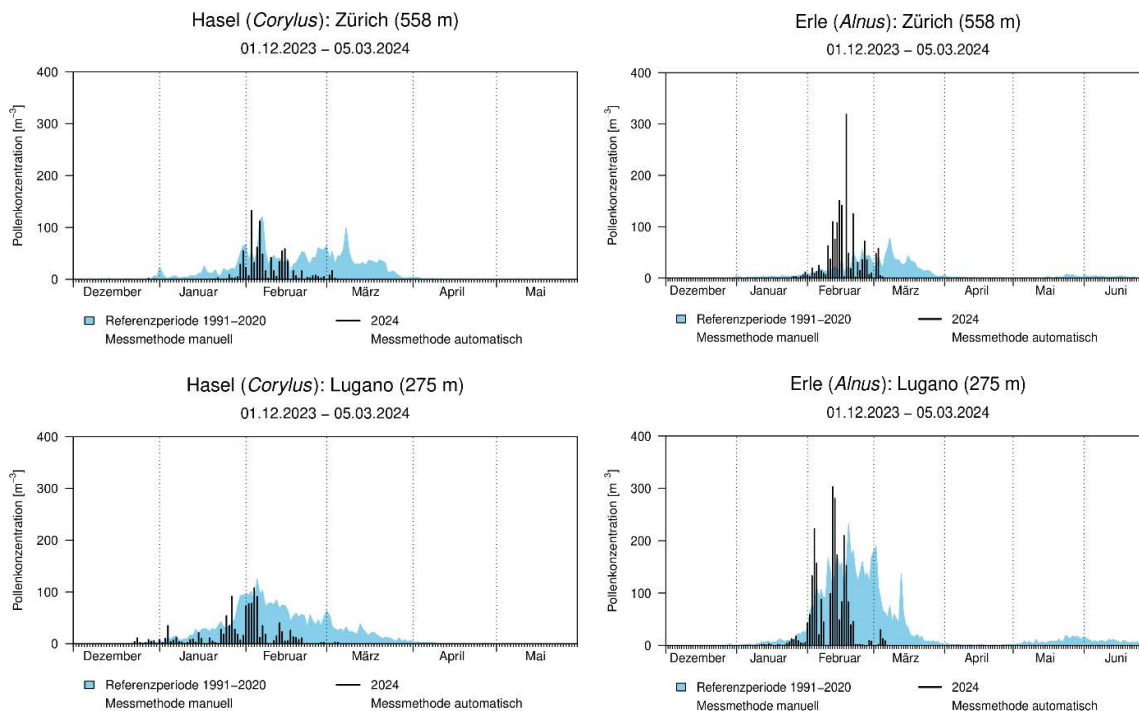 Hasel (Corylus): Zürich (558 m)
01.12.2023 − 05.03.2024
Pollenkonzentration [m−3]
400
300
200
100
0
Dezember Januar Februar März April Mai
Referenzperiode 1991−2020 2024
Messmethode manuell Messmethode automatisch
Erle (Alnus): Zürich (558 m)
01.12.2023 − 05.03.2024
Pollenkonzentration [m−3]
400
300
200
100
0
Dezember Januar Februar März April Mai Juni
Referenzperiode 1991−2020 2024
Messmethode manuell Messmethode automatisch
Hasel (Corylus): Lugano (275 m)
01.12.2023 − 05.03.2024
Pollenkonzentration [m−3]
400
300
200
100
0
Dezember Januar Februar März April Mai
Referenzperiode 1991−2020 2024
Messmethode manuell Messmethode automatisch
Erle (Alnus): Lugano (275 m)
01.12.2023 − 05.03.2024
Pollenkonzentration [m−3]
400
300
200
100
0
Dezember Januar Februar März April Mai Juni
Referenzperiode 1991−2020 2024
Messmethode manuell Messmethode automatisch